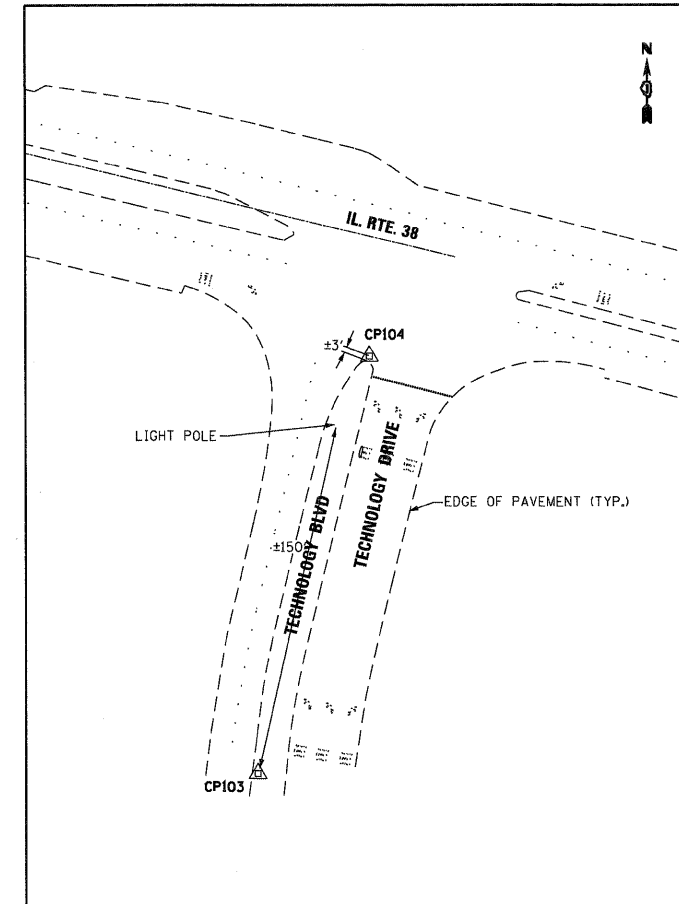 N
IL. RTE. 38
±3'
CP104
LIGHT POLE
TECHNOLOGY DRIVE
EDGE OF PAVEMENT (TYP.)
TECHNOLOGY BLVD
±150'
CP103